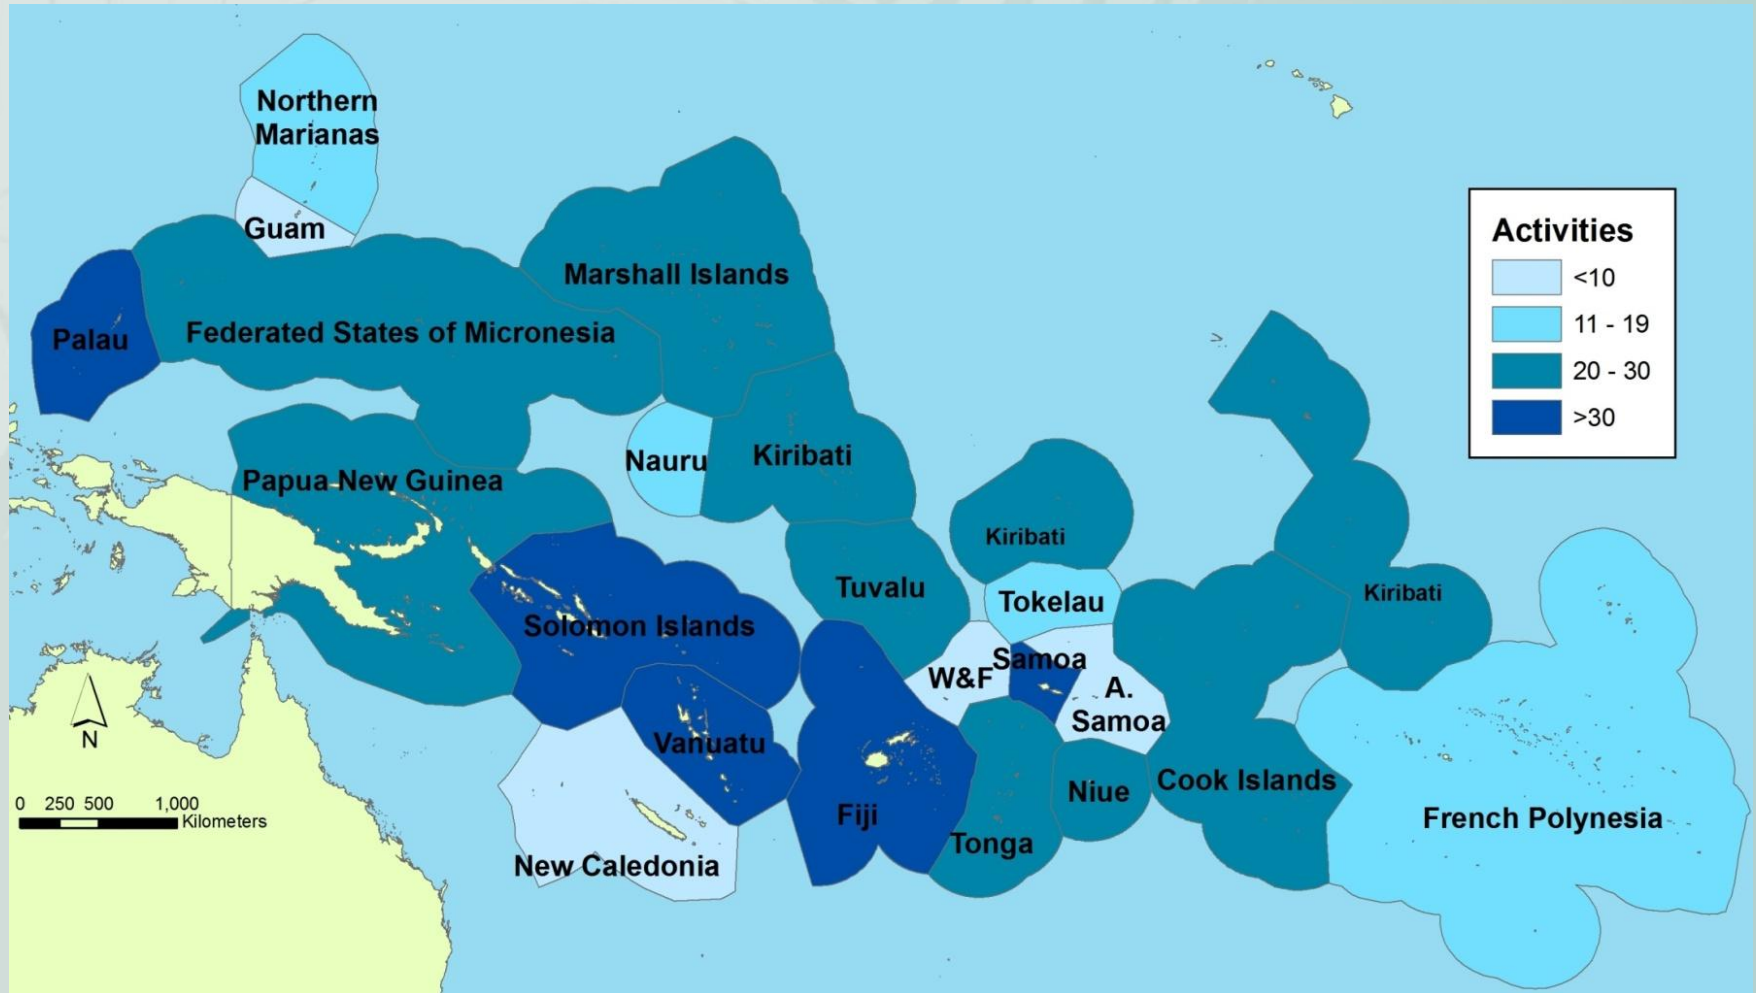 Northern
Marianas
Guam
Marshall Islands
Palau
Federated States of Micronesia
Nauru
Kiribati
Papua New Guinea
Kiribati
Tuvalu
Tokelau
Kiribati
Solomon Islands
Samoa
W&F
A.
Samoa
Vanuatu
Fiji
Niue
Cook Islands
Tonga
French Polynesia
New Caledonia
Activities
<10
11 - 19
20 - 30
>30
N
0 250 500 1,000
Kilometers